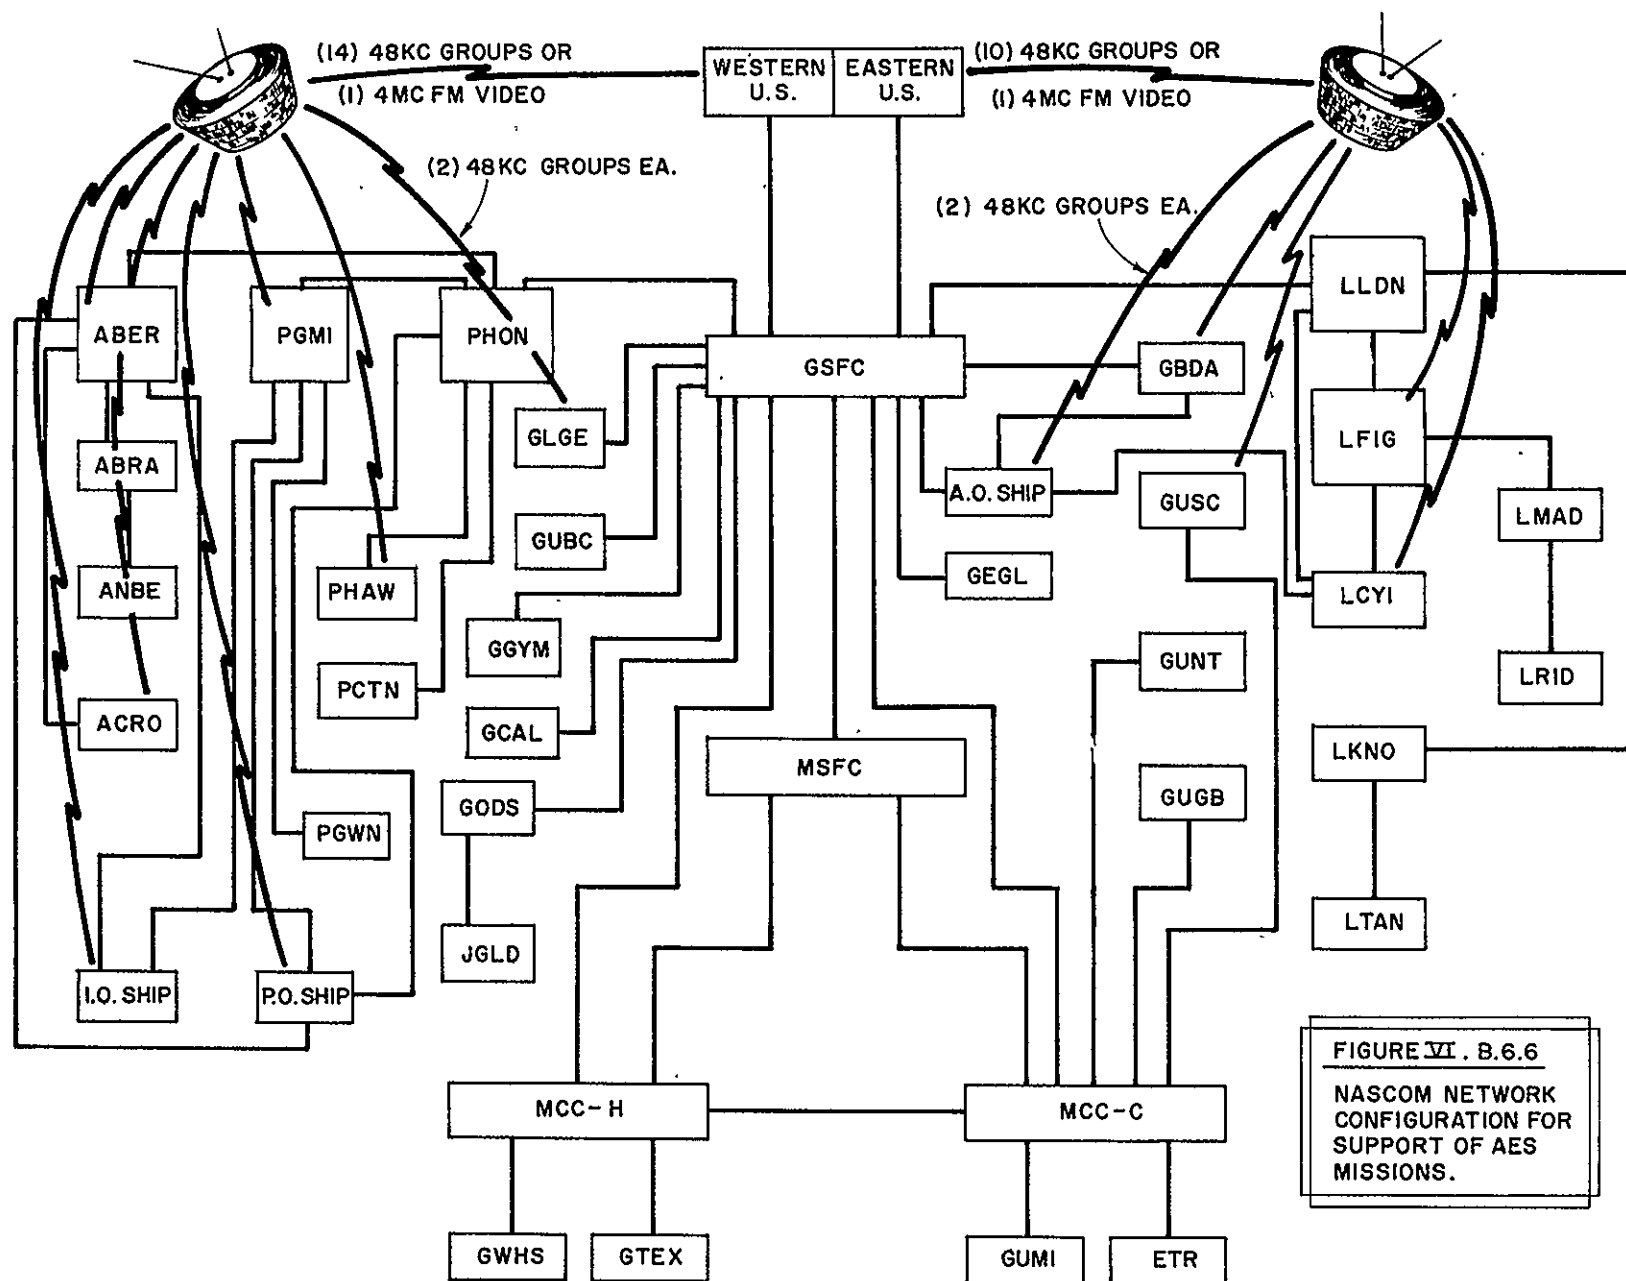 (14) 48KC GROUPS OR
(1) 4MC FM VIDEO
WESTERN
U.S.
EASTERN
U.S.
(10) 48KC GROUPS OR
(1) 4MC FM VIDEO
(2) 48KC GROUPS EA.
(2) 48KC GROUPS EA.
ABER
PGMI
PHON
GSFC
GBDA
LLDN
GLGE
LFIG
ABRA
A.O. SHIP
GUSC
LMAD
GUBC
GEGL
ANBE
PHAW
LCYI
GGYM
GUNT
PCTN
LRID
ACRO
GCAL
MSFC
LKNO
GODS
GUGB
PGWN
JGLD
LTAN
I.O. SHIP
P.O. SHIP
MCC-H
MCC-C
GWHS
GTEX
GUMI
ETR
FIGURE VI. B.6.6
NASCOM NETWORK
CONFIGURATION FOR
SUPPORT OF AES
MISSIONS.